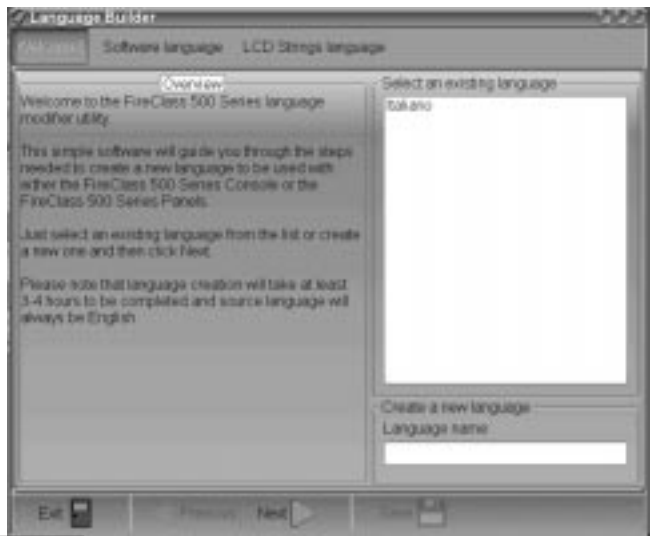 Language Builder
Welcome Software language LCD Strings language
Overview
Welcome to the FireClass 500 Series language
modifier utility.
This simple software will guide you through the steps
needed to create a new language to be used with
either the FireClass 500 Series Console or the
FireClass 500 Series Panels.
Just select an existing language from the list or create
a new one and then click Next.
Please note that language creation will take at least
3-4 hours to be completed and source language will
always be English
Select an existing language
Italiano
Create a new language
Language name
Exit Previous Next Save